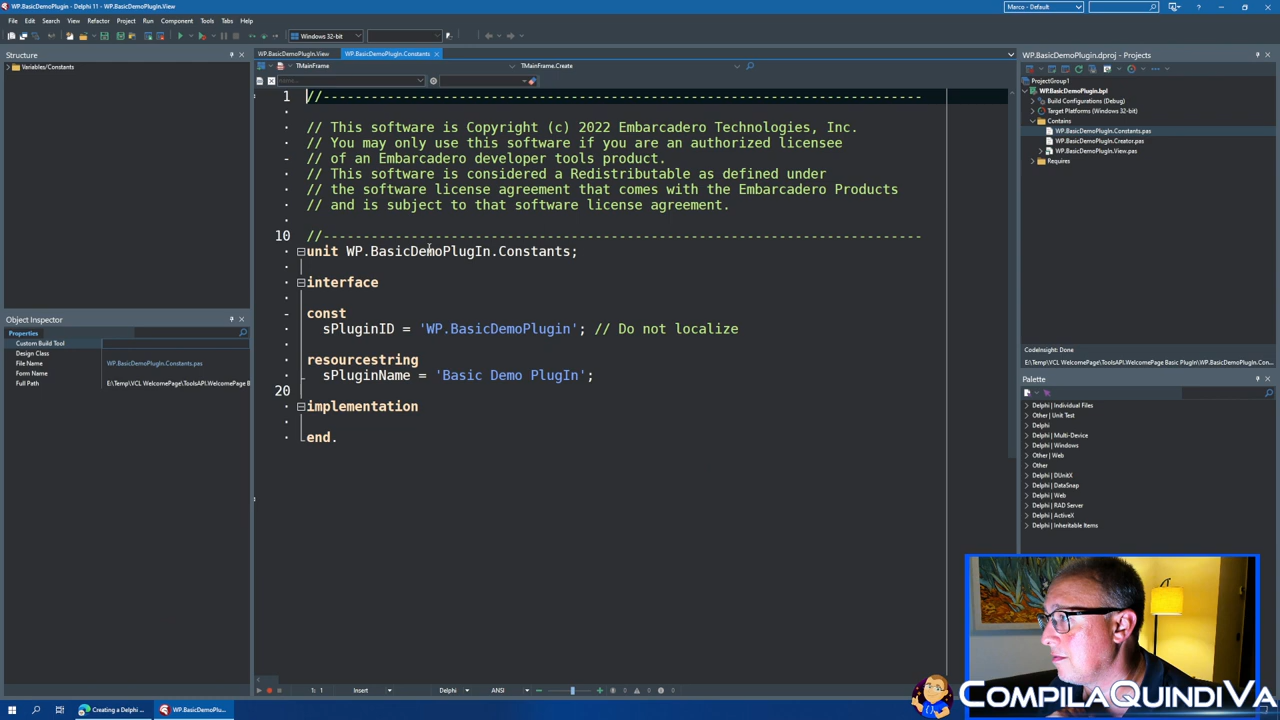 WP.BasicDemoPlugin - Delphi 11 - WP.BasicDemoPlugin.View
Marco - Default
File Edit Search View Refactor Project Run Component Tools Tabs Help
Windows 32-bit
Structure
Variables/Constants
WP.BasicDemoPlugIn.View
WP.BasicDemoPlugIn.Constants
TMainFrame
TMainFrame.Create
1 //--------------------------------------------------------------------------
// This software is Copyright (c) 2022 Embarcadero Technologies, Inc.
// You may only use this software if you are an authorized licensee
// of an Embarcadero developer tools product.
// This software is considered a Redistributable as defined under
// the software license agreement that comes with the Embarcadero Products
// and is subject to that software license agreement.
10 //--------------------------------------------------------------------------
unit WP.BasicDemoPlugIn.Constants;
interface
const
sPluginID = 'WP.BasicDemoPlugin'; // Do not localize
resourcestring
sPluginName = 'Basic Demo PlugIn';
20
implementation
end.
Object Inspector
Properties
Custom Build Tool
Design Class
File Name WP.BasicDemoPlugIn.Constants.pas
Form Name
Full Path E:\Temp\VCL WelcomePage\ToolsAPI.WelcomePage B
1: 1
Insert
Delphi
ANSI
WP.BasicDemoPlugIn.dproj - Projects
ProjectGroup1
WP.BasicDemoPlugIn.bpl
Build Configurations (Debug)
Target Platforms (Windows 32-bit)
Contains
WP.BasicDemoPlugIn.Constants.pas
WP.BasicDemoPlugIn.Creator.pas
WP.BasicDemoPlugIn.View.pas
Requires
CodeInsight: Done
E:\Temp\VCL WelcomePage\ToolsAPI.WelcomePage Basic Plugin\WP.BasicDemoPlugIn.Con...
Palette
Delphi | Individual Files
Other | Unit Test
Delphi
Delphi | Multi-Device
Delphi | Windows
Other | Web
Other
Delphi | DUnitX
Delphi | DataSnap
Delphi | Web
Delphi | RAD Server
Delphi | ActiveX
Delphi | Inheritable Items
CompilaQuindiVa
Creating a Delphi ...
WP.BasicDemoPlu...